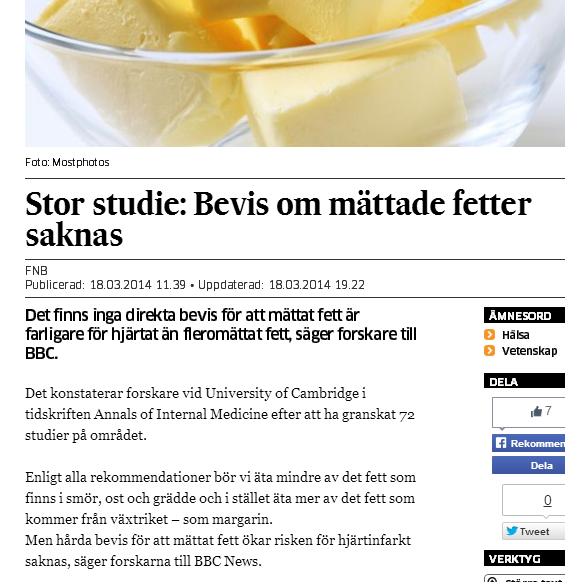 Foto: Mostphotos
Stor studie: Bevis om mättade fetter
saknas
FNB
Publicerad: 18.03.2014 11.39 • Uppdaterad: 18.03.2014 19.22
Det finns inga direkta bevis för att mättat fett är
farligare för hjärtat än fleromättat fett, säger forskare till
BBC.
Det konstaterar forskare vid University of Cambridge i
tidskriften Annals of Internal Medicine efter att ha granskat 72
studier på området.
Enligt alla rekommendationer bör vi äta mindre av det fett som
finns i smör, ost och grädde och i stället äta mer av det fett som
kommer från växtriket – som margarin.
Men hårda bevis för att mättat fett ökar risken för hjärtinfarkt
saknas, säger forskarna till BBC News.
ÄMNESORD
Hälsa
Vetenskap
DELA
7
Rekommen
Dela
0
Tweet
VERKTYG